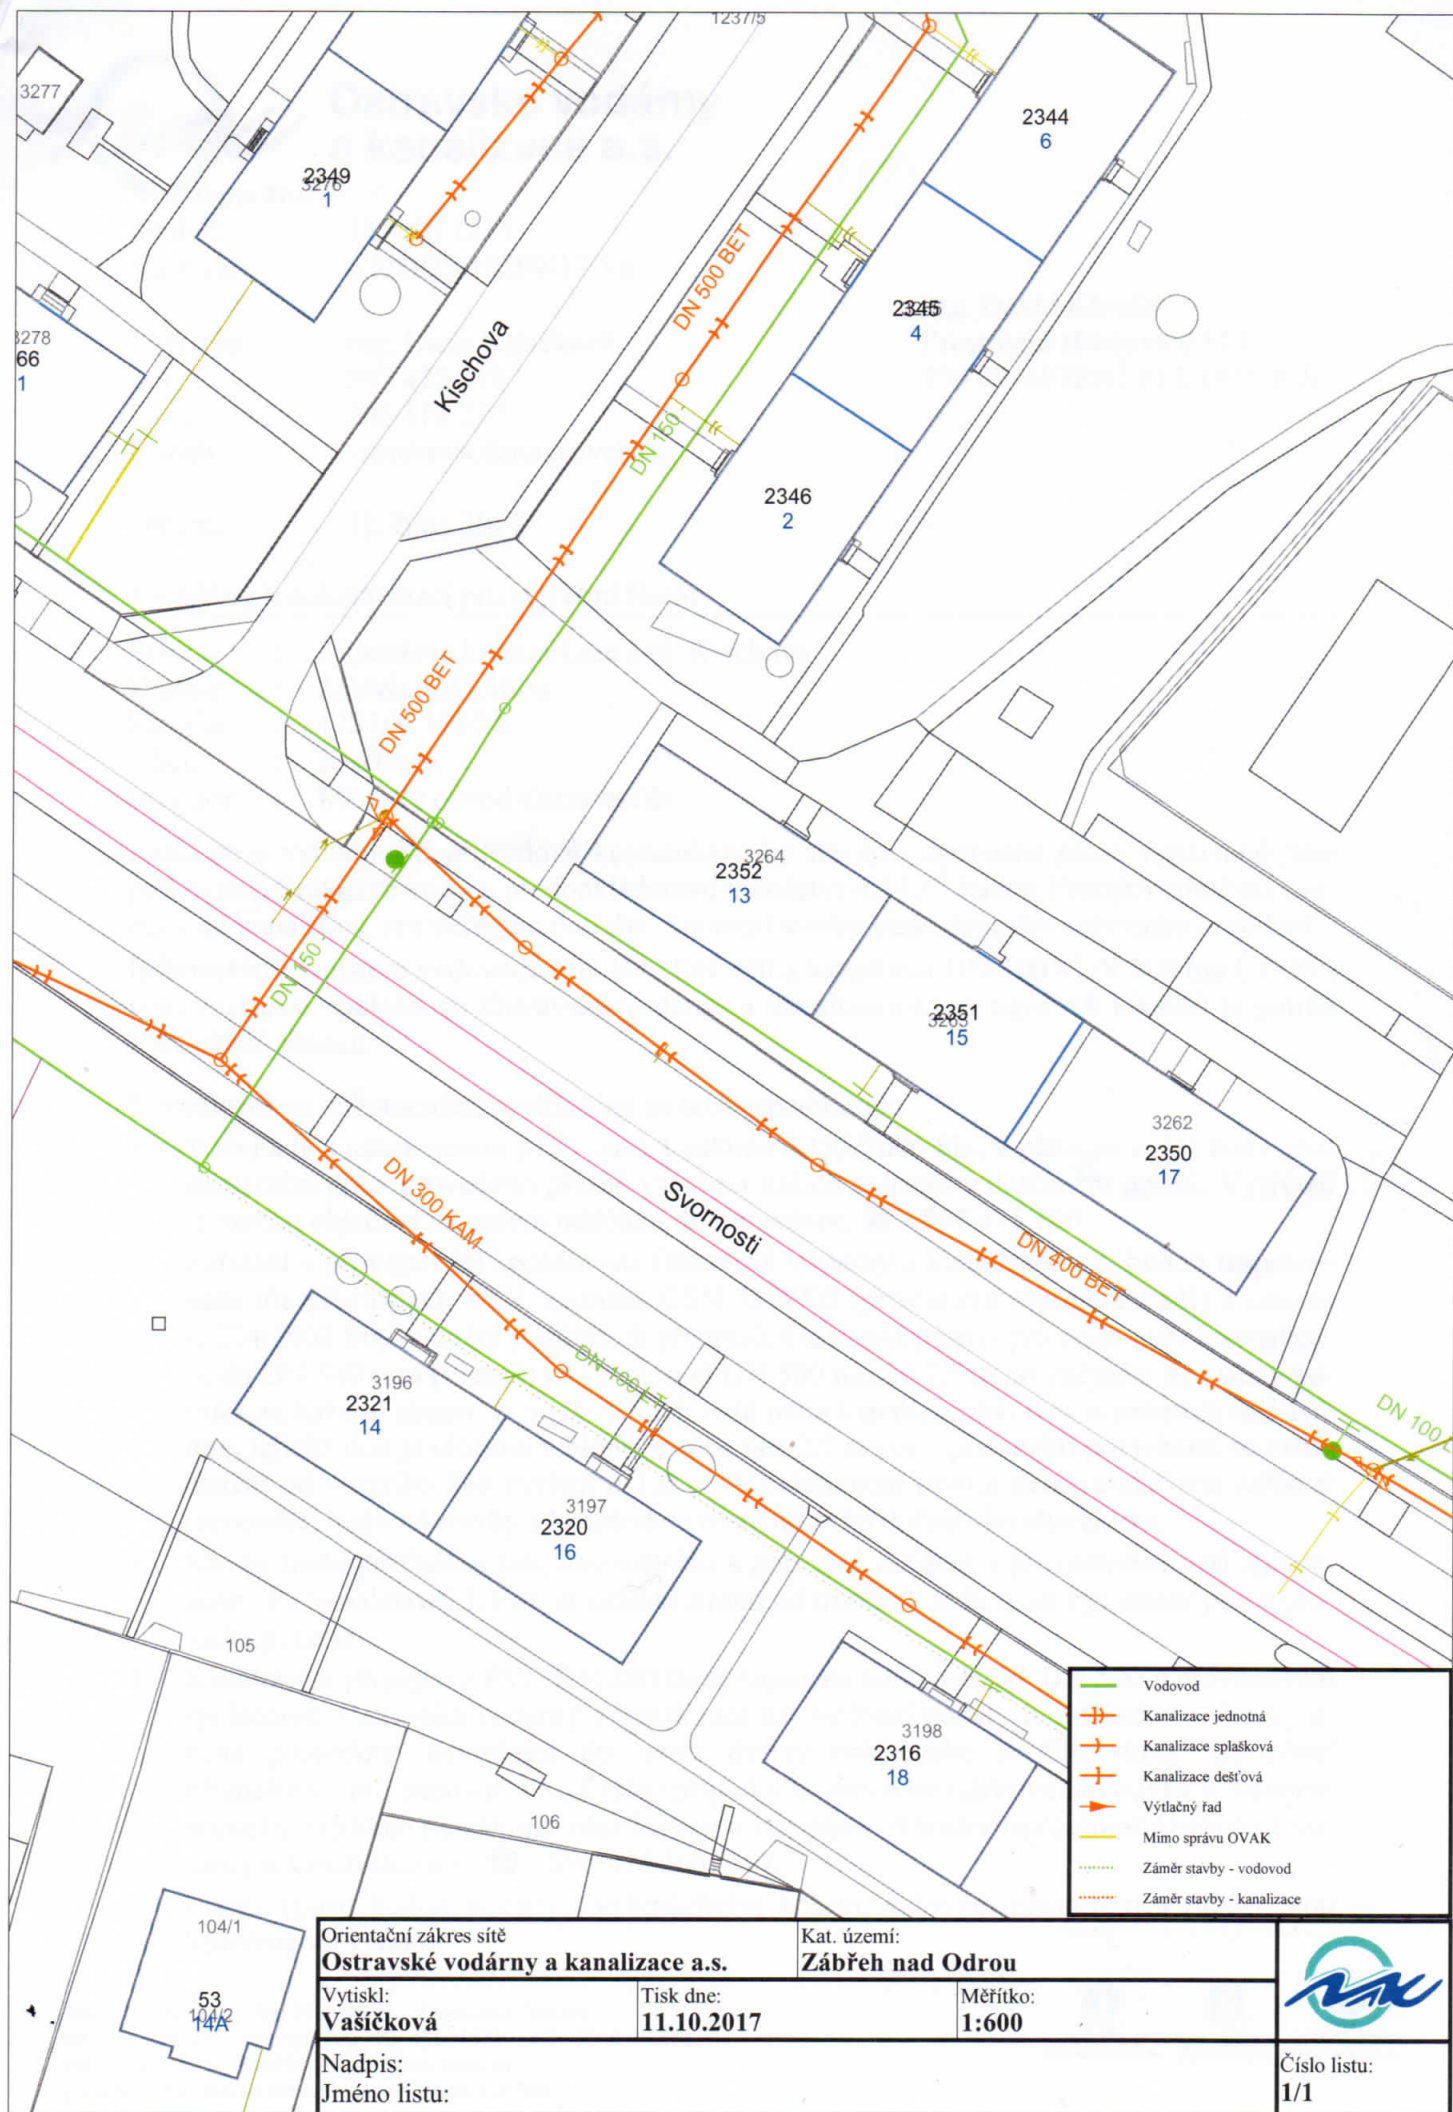 1237/5
3277
2344
6
2349
3276
1
DN 500 BET
2345
4
3278
66
1
Kischova
DN 150
2346
2
DN 500 BET
3264
2352
13
DN 150
2351
3263
15
3262
2350
17
DN 300 KAM
Svornosti
DN 400 BET
3196
2321
14
DN 100 LT
DN 100 L
3197
2320
16
105
3198
2316
18
106
104/1
53
104/2
14A
Vodovod
Kanalizace jednotná
Kanalizace splašková
Kanalizace dešťová
Výtlačný řad
Mimo správu OVAK
Záměr stavby - vodovod
Záměr stavby - kanalizace
Orientační zákres sítě
Ostravské vodárny a kanalizace a.s.
Kat. území:
Zábřeh nad Odrou
Vytiskl:
Vašíčková
Tisk dne:
11.10.2017
Měřítko:
1:600
Nadpis:
Jméno listu:
Číslo listu:
1/1